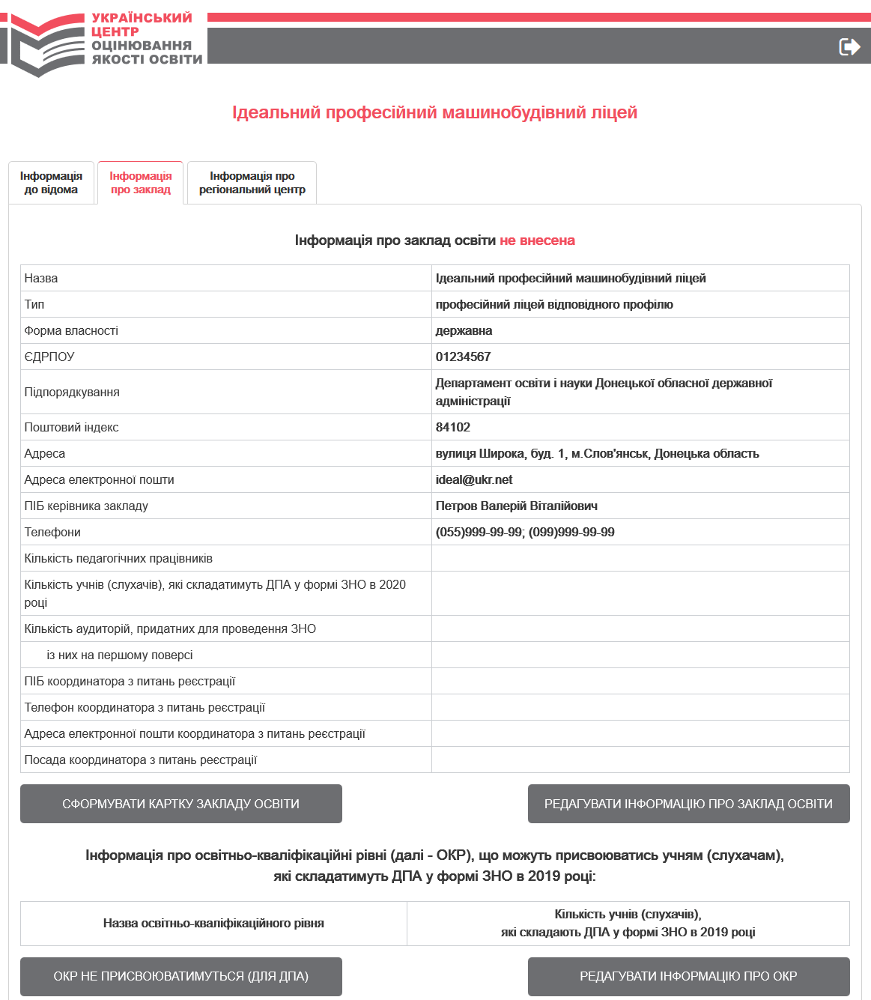 УКРАЇНСЬКИЙ
ЦЕНТР
ОЦІНЮВАННЯ
ЯКОСТІ ОСВІТИ
Ідеальний професійний машинобудівний ліцей
Інформація
до відома
Інформація
про заклад
Інформація про
регіональний центр
Інформація про заклад освіти не внесена
Назва
Ідеальний професійний машинобудівний ліцей
Тип
професійний ліцей відповідного профілю
Форма власності
державна
ЄДРПОУ
01234567
Підпорядкування
Департамент освіти і науки Донецької обласної державної
адміністрації
Поштовий індекс
84102
Адреса
вулиця Широка, буд. 1, м.Слов'янськ, Донецька область
Адреса електронної пошти
ideal@ukr.net
ПІБ керівника закладу
Петров Валерій Віталійович
Телефони
(055)999-99-99; (099)999-99-99
Кількість педагогічних працівників
Кількість учнів (слухачів), які складатимуть ДПА у формі ЗНО в 2020
році
Кількість аудиторій, придатних для проведення ЗНО
із них на першому поверсі
ПІБ координатора з питань реєстрації
Телефон координатора з питань реєстрації
Адреса електронної пошти координатора з питань реєстрації
Посада координатора з питань реєстрації
СФОРМУВАТИ КАРТКУ ЗАКЛАДУ ОСВІТИ
РЕДАГУВАТИ ІНФОРМАЦІЮ ПРО ЗАКЛАД ОСВІТИ
Інформація про освітньо-кваліфікаційні рівні (далі - ОКР), що можуть присвоюватись учням (слухачам),
які складатимуть ДПА у формі ЗНО в 2019 році:
Назва освітньо-кваліфікаційного рівня
Кількість учнів (слухачів),
які складають ДПА у формі ЗНО в 2019 році
ОКР НЕ ПРИСВОЮВАТИМУТЬСЯ (ДЛЯ ДПА)
РЕДАГУВАТИ ІНФОРМАЦІЮ ПРО ОКР